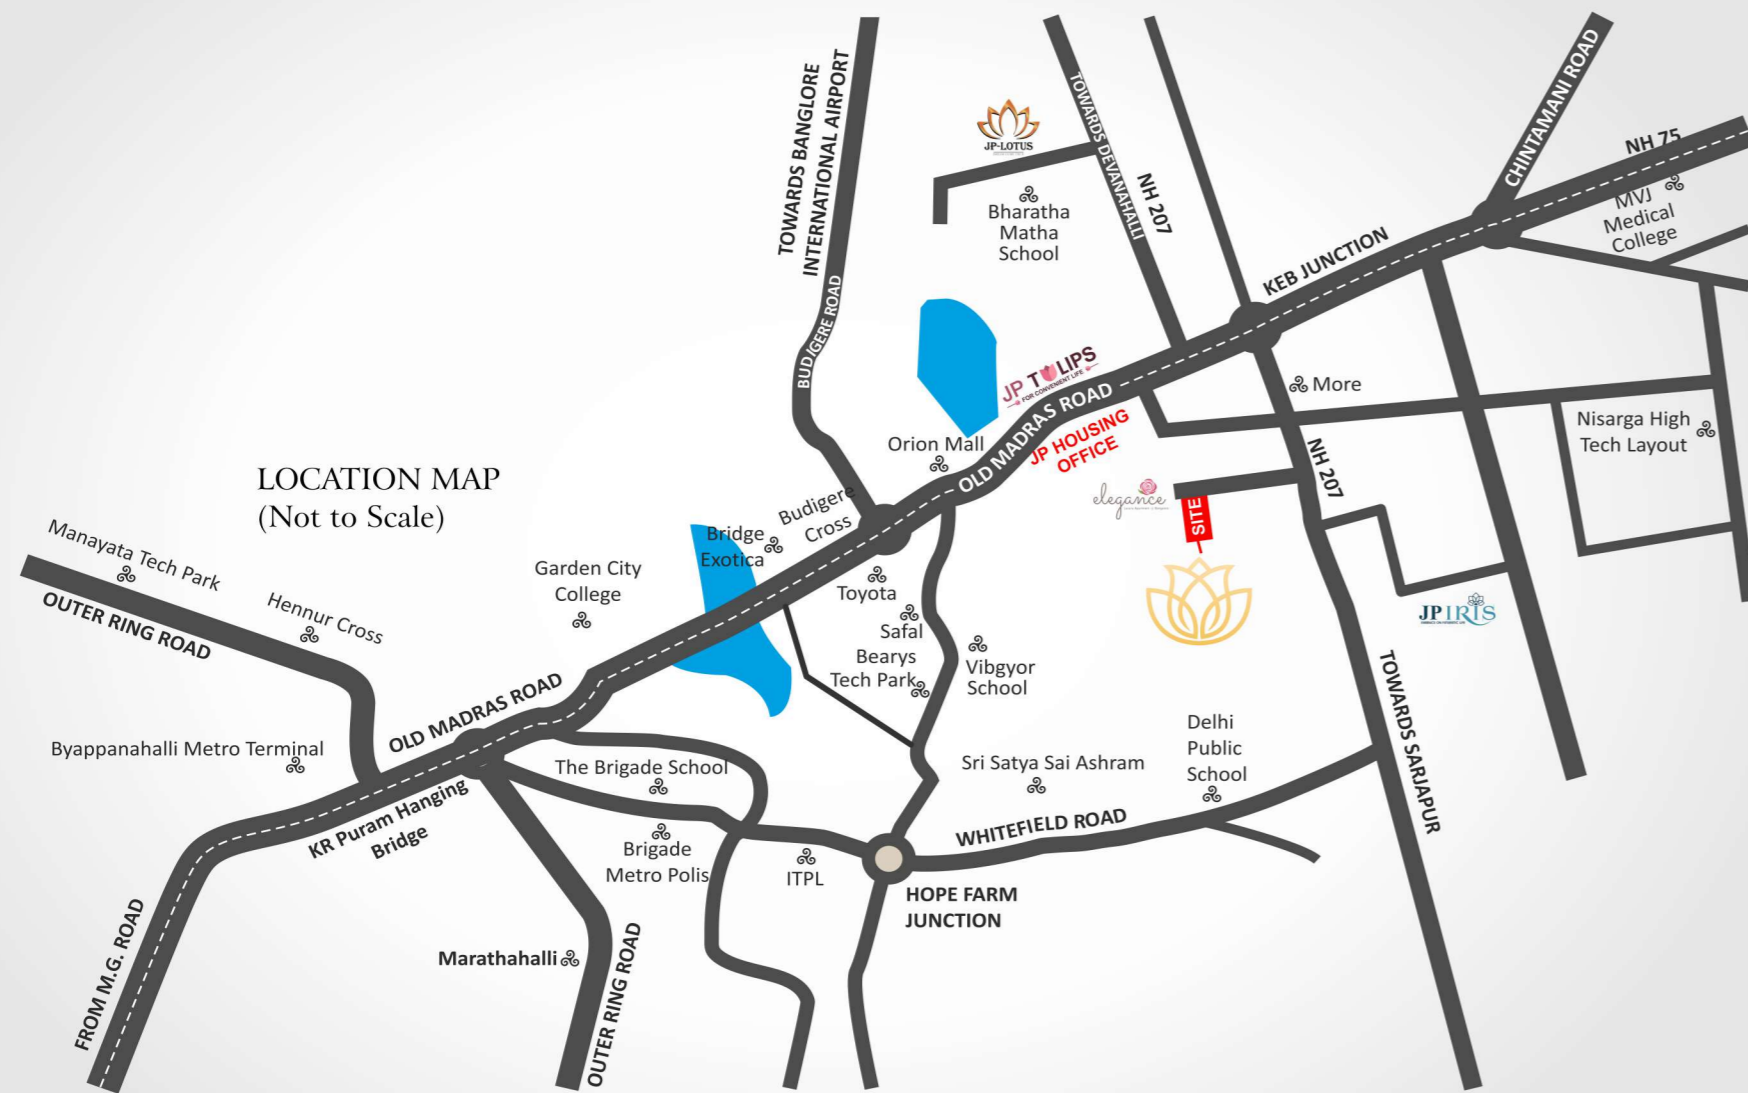 TOWARDS BANGLORE
INTERNATIONAL AIRPORT
BUDIGERE ROAD
JP-LOTUS
Bharatha
Matha
School
TOWARDS DEVANAHALLI
NH 207
CHINTAMANI ROAD
NH 75
MVJ
Medical
College
KEB JUNCTION
JP TULIPS
FOR CONVENIENT LIFE
OLD MADRAS ROAD
JP HOUSING
OFFICE
More
Nisarga High
Tech Layout
NH 207
Orion Mall
elegance
SITE
LOCATION MAP
(Not to Scale)
Budigere
Cross
Bridge
Exotica
Manayata Tech Park
OUTER RING ROAD
Hennur Cross
Garden City
College
Toyota
Safal
Bearys
Tech Park
Vibgyor
School
JP IRIS
TOWARDS SARJAPUR
OLD MADRAS ROAD
Byappanahalli Metro Terminal
KR Puram Hanging
Bridge
The Brigade School
Brigade
Metro Polis
ITPL
Sri Satya Sai Ashram
Delhi
Public
School
WHITEFIELD ROAD
HOPE FARM
JUNCTION
FROM M.G. ROAD
Marathahalli
OUTER RING ROAD